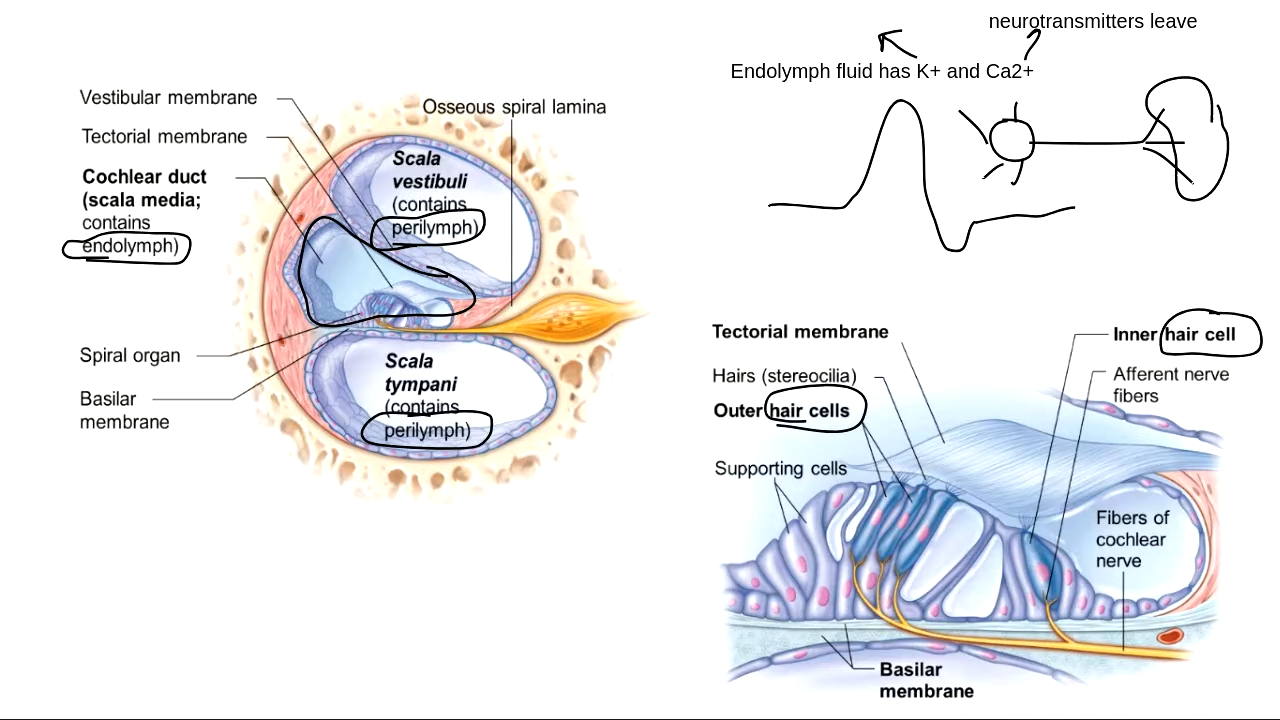 neurotransmitters leave
Endolymph fluid has K+ and Ca2+
Vestibular membrane
Tectorial membrane
Cochlear duct
(scala media;
contains
endolymph)
Spiral organ
Basilar
membrane
Osseous spiral lamina
Scala
vestibuli
(contains
perilymph)
Scala
tympani
(contains
perilymph)
Tectorial membrane
Hairs (stereocilia)
Outer hair cells
Supporting cells
Inner hair cell
Afferent nerve
fibers
Fibers of
cochlear
nerve
Basilar
membrane